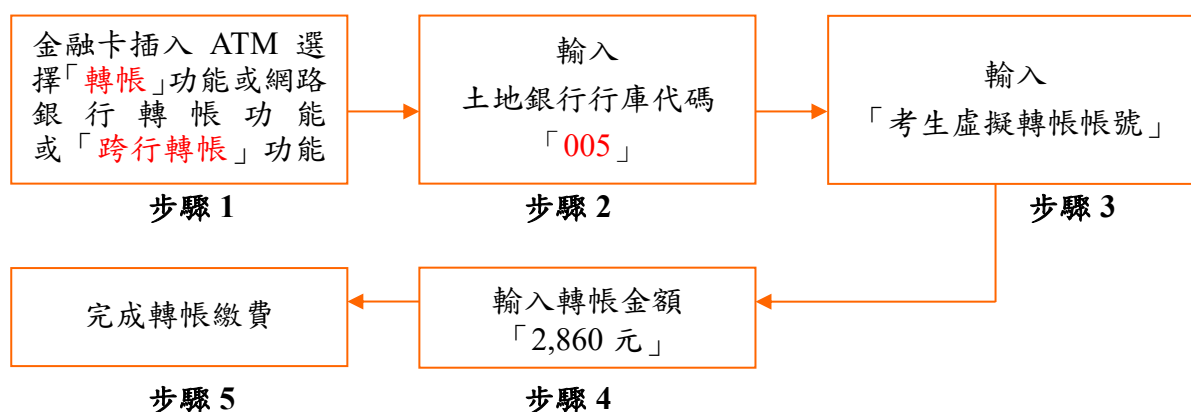 金融卡插入 ATM 選
擇「轉帳」功能或網路
銀行轉帳功能
或「跨行轉帳」功能
步驟 1
輸入
土地銀行行庫代碼
「005」
步驟 2
輸入
「考生虛擬轉帳帳號」
步驟 3
輸入轉帳金額
「2,860 元」
步驟 4
完成轉帳繳費
步驟 5